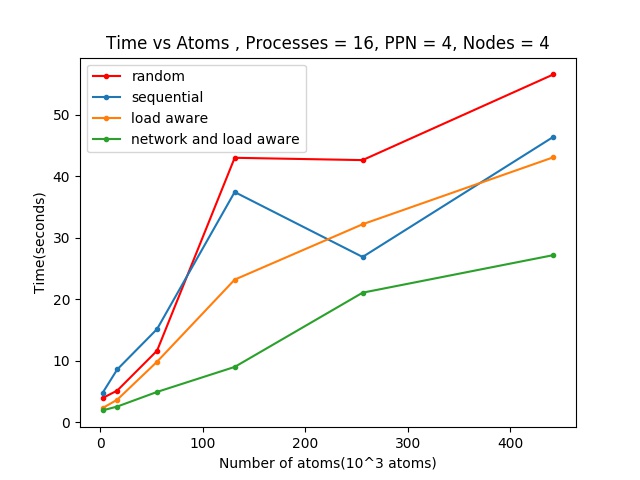 Time vs Atoms , Processes = 16, PPN = 4, Nodes = 4
random
sequential
load aware
network and load aware
Time(seconds)
50
40
30
20
10
0
0 100 200 300 400
Number of atoms(10^3 atoms)